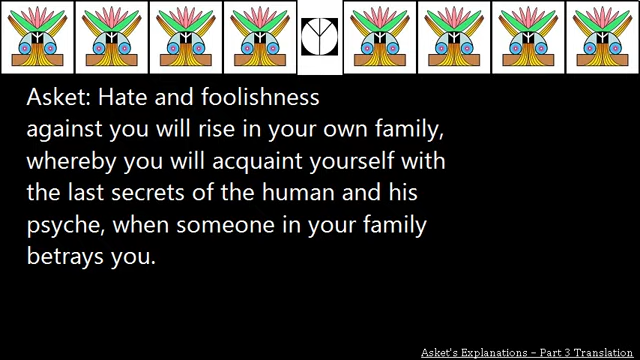 Asket: Hate and foolishness
against you will rise in your own family,
whereby you will acquaint yourself with
the last secrets of the human and his
psyche, when someone in your family
betrays you.
Asket's Explanations – Part 3 Translation